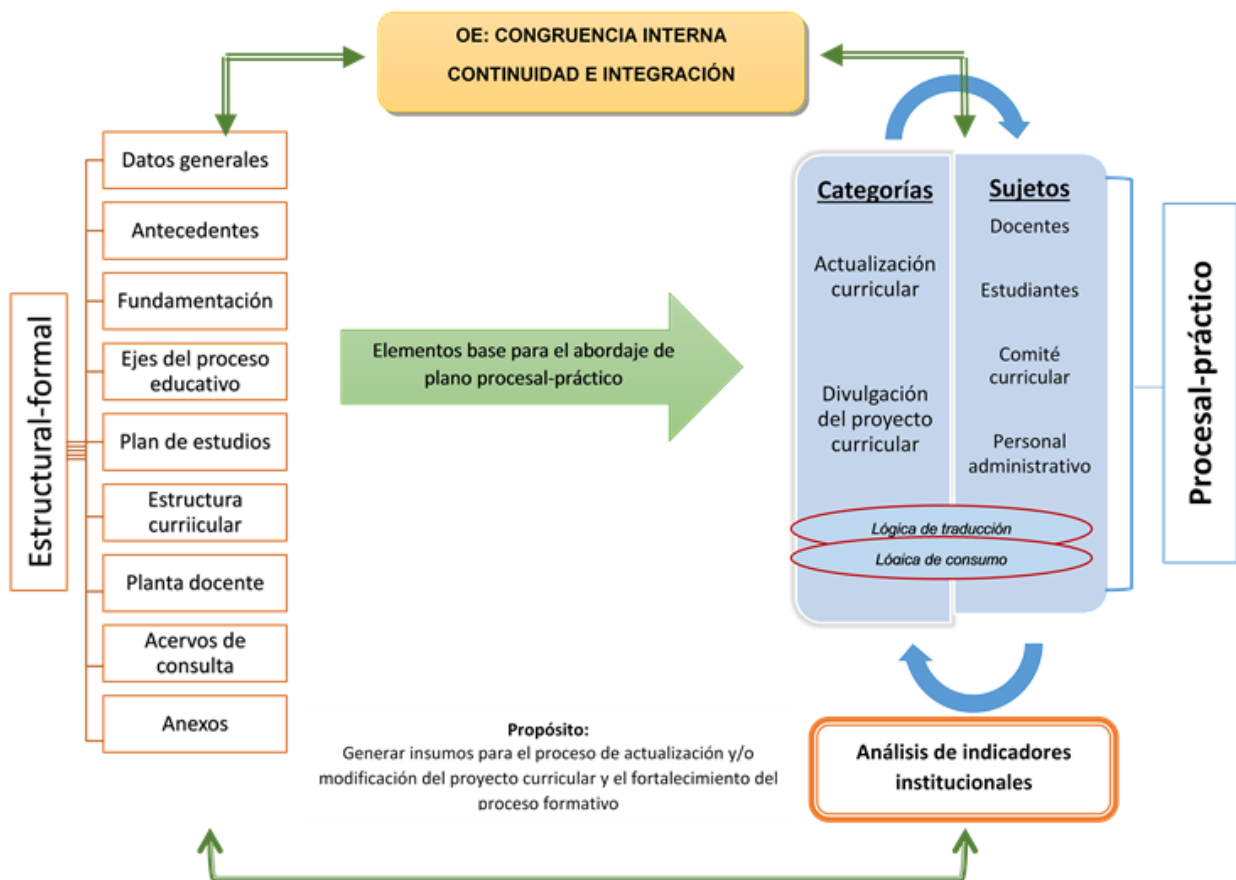 OE: CONGRUENCIA INTERNA
CONTINUIDAD E INTEGRACIÓN
Estructural-formal
Datos generales
Antecedentes
Fundamentación
Ejes del proceso
educativo
Plan de estudios
Estructura
curriicular
Planta docente
Acervos de
consulta
Anexos
Elementos base para el abordaje de
plano procesal-práctico
Categorías
Actualización
curricular
Divulgación
del proyecto
curricular
Sujetos
Docentes
Estudiantes
Comité
curricular
Personal
administrativo
Lógica de traducción
Lógica de consumo
Procesal-práctico
Propósito:
Generar insumos para el proceso de actualización y/o
modificación del proyecto curricular y el fortalecimiento del
proceso formativo
Análisis de indicadores
institucionales